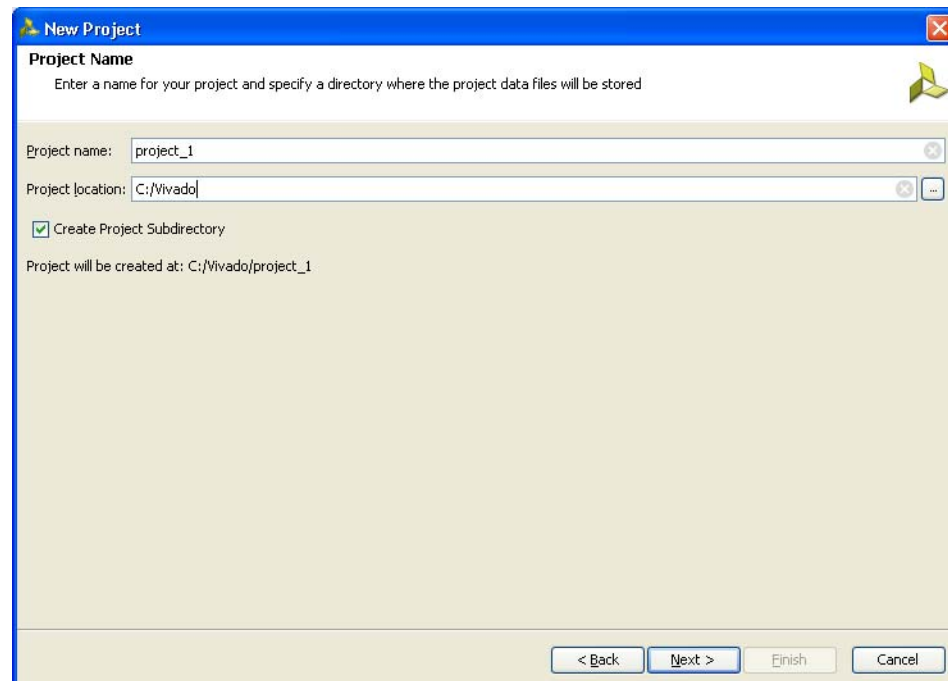 New Project
Project Name
Enter a name for your project and specify a directory where the project data files will be stored
Project name: project_1
Project location: C:/Vivado ...
Create Project Subdirectory
Project will be created at: C:/Vivado/project_1
< Back Next > Finish Cancel